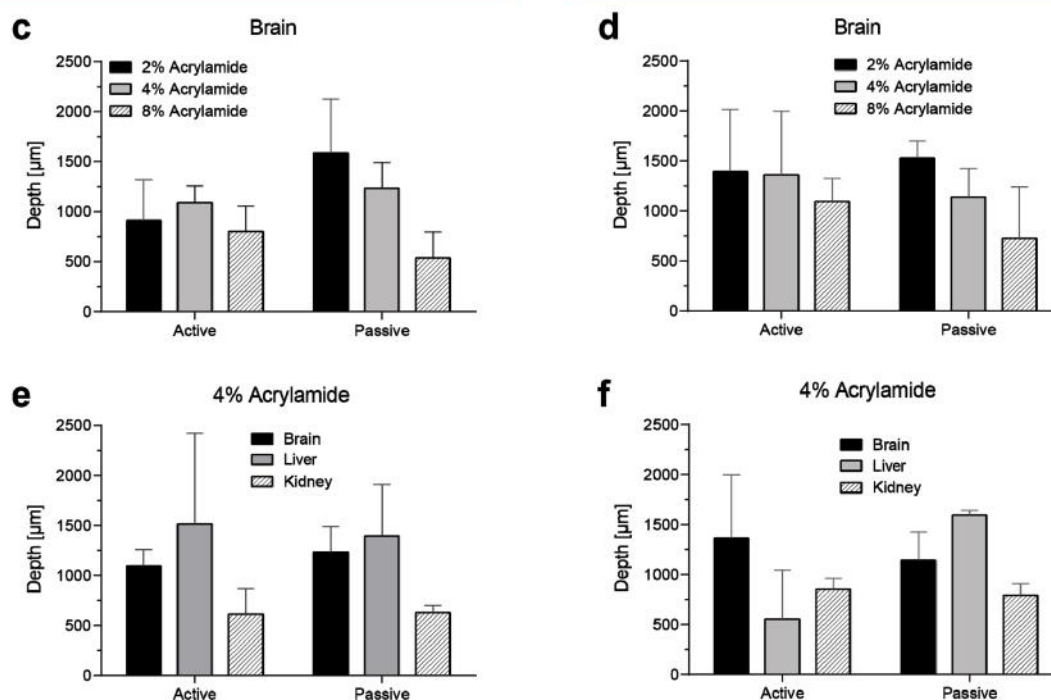 c
Brain
2500
2000
1500
1000
500
0
Depth [µm]
2% Acrylamide
4% Acrylamide
8% Acrylamide
Active
Passive
d
Brain
2500
2000
1500
1000
500
0
Depth [µm]
2% Acrylamide
4% Acrylamide
8% Acrylamide
Active
Passive
e
4% Acrylamide
2500
2000
1500
1000
500
0
Depth [µm]
Brain
Liver
Kidney
Active
Passive
f
4% Acrylamide
2500
2000
1500
1000
500
0
Depth [µm]
Brain
Liver
Kidney
Active
Passive